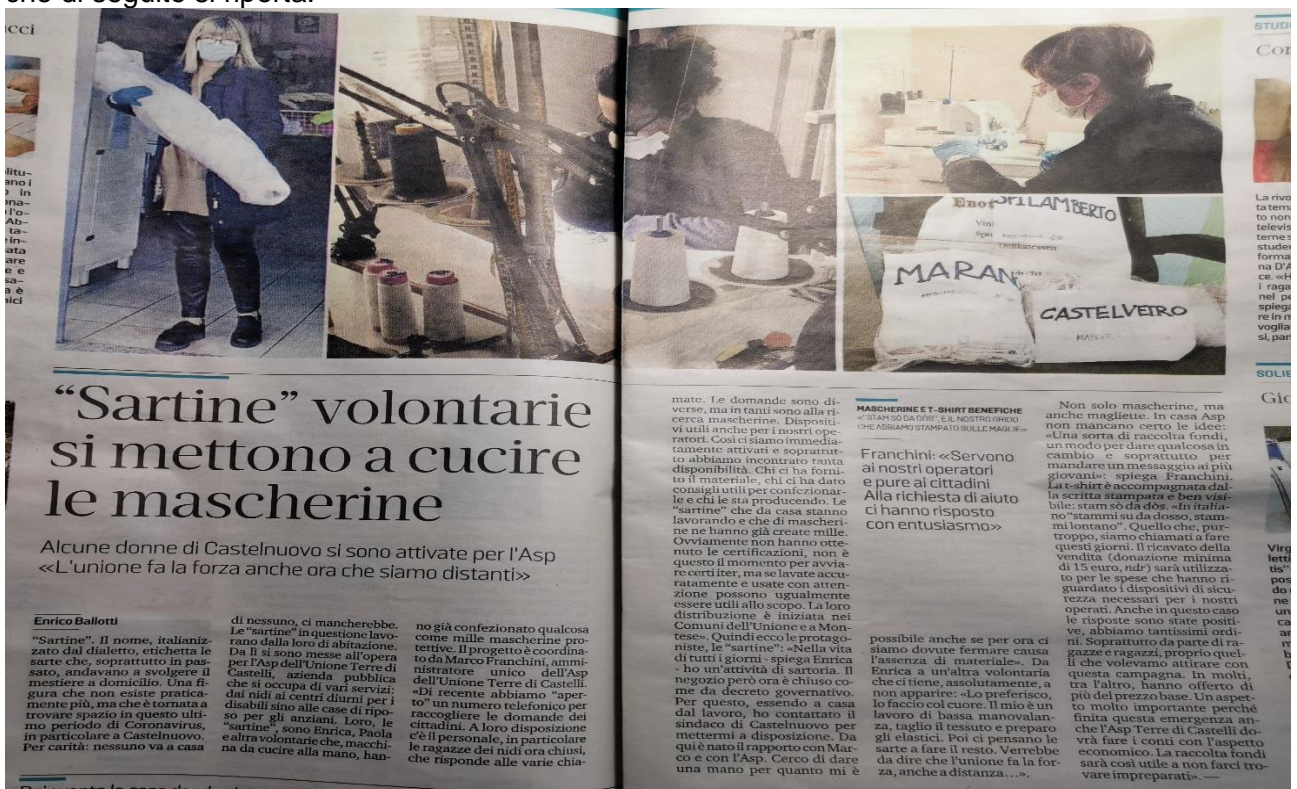 che di seguito si riporta:
ucci
STUDE
Enot SPILAMBERTO
Vini
Delikatessen
MARAN
CASTELVETRO
"Sartine" volontarie
si mettono a cucire
le mascherine
Alcune donne di Castelnuovo si sono attivate per l'Asp
«L'unione fa la forza anche ora che siamo distanti»
Enrico Ballotti
"Sartine". Il nome, italianiz-
zato dal dialetto, etichetta le
sarte che, soprattutto in pas-
sato, andavano a svolgere il
mestiere a domicilio. Una fi-
gura che non esiste pratica-
mente più, ma che è tornata a
trovare spazio in questo ulti-
mo periodo di Coronavirus,
in particolare a Castelnuovo.
Per carità: nessuno va a casa
di nessuno, ci mancherebbe.
Le "sartine" in questione lavo-
rano dalla loro di abitazione.
Da lì si sono messe all'opera
per l'Asp dell'Unione Terre di
Castelli, azienda pubblica
che si occupa di vari servizi:
dai nidi ai centri diurni per i
disabili sino alle case di ripo-
so per gli anziani. Loro, le
"sartine", sono Enrica, Paola
e altra volontarie che, macchi-
na da cucire alla mano, han-
no già confezionato qualcosa
come mille mascherine pro-
tettive. Il progetto è coordina-
to da Marco Franchini, ammi-
nistratore unico dell'Asp
dell'Unione Terre di Castelli.
«Di recente abbiamo "aper-
to" un numero telefonico per
raccogliere le domande dei
cittadini. A loro disposizione
c'è il personale, in particolare
le ragazze dei nidi ora chiusi,
che risponde alle varie chia-
mate. Le domande sono di-
verse, ma in tanti sono alla ri-
cerca mascherine. Dispositi-
vi utili anche per i nostri ope-
ratori. Così ci siamo immedia-
tamente attivati e soprattut-
to abbiamo incontrato tanta
disponibilità. Chi ci ha forni-
to il materiale, chi ci ha dato
consigli utili per confezionar-
le e chi le sta producendo. Le
"sartine" che da casa stanno
lavorando e che di mascheri-
ne ne hanno già create mille.
Ovviamente non hanno otte-
nuto le certificazioni, non è
questo il momento per avvia-
re certi iter, ma se lavate accu-
ratamente e usate con atten-
zione possono ugualmente
essere utili allo scopo. La loro
distribuzione è iniziata nei
Comuni dell'Unione e a Mon-
tese». Quindi ecco le protago-
niste, le "sartine": «Nella vita
di tutti i giorni - spiega Enrica
- ho un'attività di sartoria. Il
negozio però ora è chiuso co-
me da decreto governativo.
Per questo, essendo a casa
dal lavoro, ho contattato il
sindaco di Castelnuovo per
mettermi a disposizione. Da
qui è nato il rapporto con Mar-
co e con l'Asp. Cerco di dare
una mano per quanto mi è
MASCHERINE E T-SHIRT BENEFICHE
«"STAM SÒ DA DÒS", È IL NOSTRO GRIDO
CHE ABBIAMO STAMPATO SULLE MAGLIE»
Franchini: «Servono
ai nostri operatori
e pure ai cittadini
Alla richiesta di aiuto
ci hanno risposto
con entusiasmo»
possibile anche se per ora ci
siamo dovute fermare causa
l'assenza di materiale». Da
Enrica a un'altra volontaria
che ci tiene, assolutamente, a
non apparire: «Lo preferisco,
lo faccio col cuore. Il mio è un
lavoro di bassa manovalan-
za, taglio il tessuto e preparo
gli elastici. Poi ci pensano le
sarte a fare il resto. Verrebbe
da dire che l'unione fa la for-
za, anche a distanza…».
Non solo mascherine, ma
anche magliette. In casa Asp
non mancano certo le idee:
«Una sorta di raccolta fondi,
un modo per dare qualcosa in
cambio e soprattutto per
mandare un messaggio ai più
giovani»: spiega Franchini.
La t-shirt è accompagnata dal-
la scritta stampata e ben visi-
bile: stam sò da dòs. «In italia-
no "stammi su da dosso, stam-
mi lontano". Quello che, pur-
troppo, siamo chiamati a fare
questi giorni. Il ricavato della
vendita (donazione minima
di 15 euro, ndr) sarà utilizza-
to per le spese che hanno ri-
guardato i dispositivi di sicu-
rezza necessari per i nostri
operati. Anche in questo caso
le risposte sono state positi-
ve, abbiamo tantissimi ordi-
ni. Soprattutto da parte di ra-
gazze e ragazzi, proprio quel-
li che volevamo attirare con
questa campagna. In molti,
tra l'altro, hanno offerto di
più del prezzo base. Un aspet-
to molto importante perché
finita questa emergenza an-
che l'Asp Terre di Castelli do-
vrà fare i conti con l'aspetto
economico. La raccolta fondi
sarà così utile a non farci tro-
vare impreparati».—